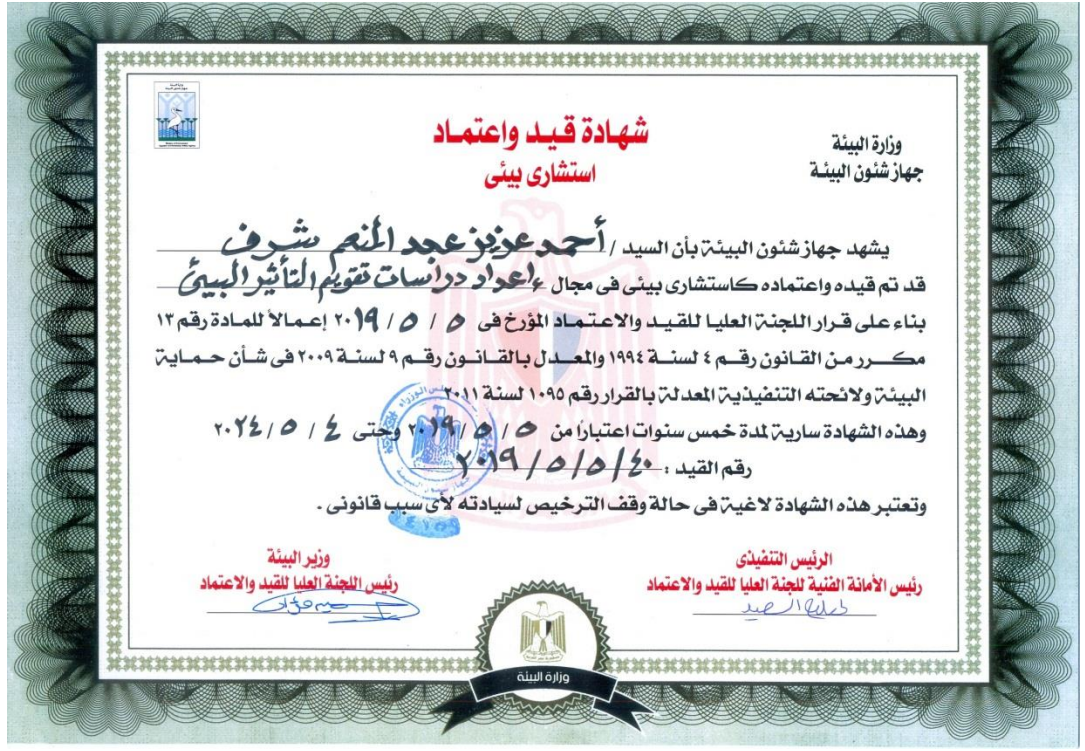 وزارة البيئة
جهاز شئون البيئة
شهادة قيد واعتماد
استشارى بيئى
يشهد جهاز شئون البيئة بأن السيد / أحمد عزيز عبد المنعم شرف
قد تم قيده واعتماده كاستشارى بيئى فى مجال / إعداد دراسات تقويم التأثير البيئى
بناء على قرار اللجنة العليا للقيد والاعتماد المؤرخ فى ٥ / ٥ / ٢٠١٩ إعمالاً للمادة رقم ١٣
مكـرر من القانون رقم ٤ لسنة ١٩٩٤ والمعدل بالقانون رقم ٩ لسنة ٢٠٠٩ فى شأن حماية
البيئة ولائحته التنفيذية المعدلة بالقرار رقم ١٠٩٥ لسنة ٢٠١١
وهذه الشهادة سارية لمدة خمس سنوات اعتبارًا من ٥ / ٥ / ٢٠١٩ وحتى ٤ / ٥ / ٢٠٢٤
رقم القيد : ٤٠ / ٥ / ٥ / ٢٠١٩
وتعتبر هذه الشهادة لاغية فى حالة وقف الترخيص لسيادته لأى سبب قانونى .
الرئيس التنفيذى
رئيس الأمانة الفنية للجنة العليا للقيد والاعتماد
وزير البيئة
رئيس اللجنة العليا للقيد والاعتماد
وزارة البيئة